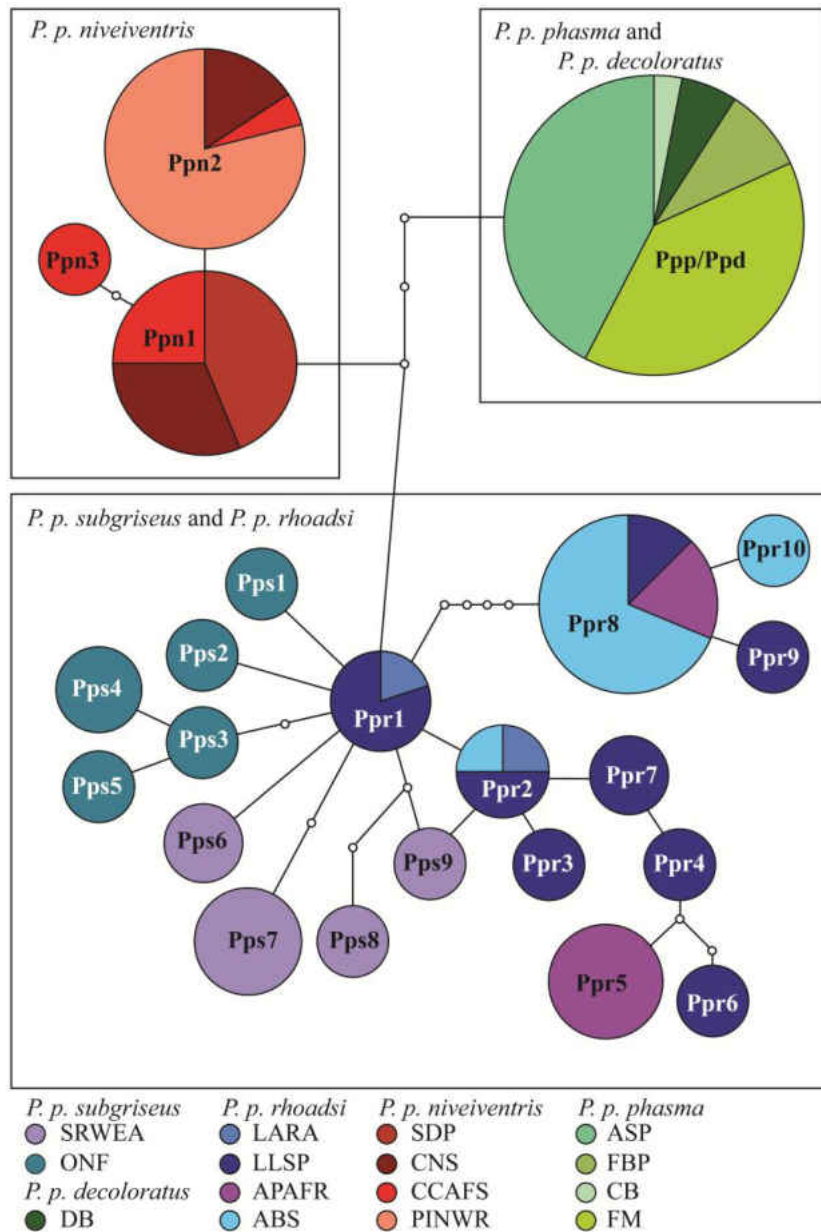 P. p. niveiventris
Ppn2
Ppn3
Ppn1
P. p. phasma and
P. p. decoloratus
Ppp/Ppd
P. p. subgriseus and P. p. rhoadsi
Pps1
Pps2
Pps4
Pps3
Pps5
Pps6
Pps7
Pps8
Pps9
Ppr1
Ppr2
Ppr3
Ppr7
Ppr4
Ppr5
Ppr6
Ppr8
Ppr10
Ppr9
P. p. subgriseus
SRWEA
ONF
P. p. decoloratus
DB
P. p. rhoadsi
LARA
LLSP
APAFR
ABS
P. p. niveiventris
SDP
CNS
CCAFS
PINWR
P. p. phasma
ASP
FBP
CB
FM